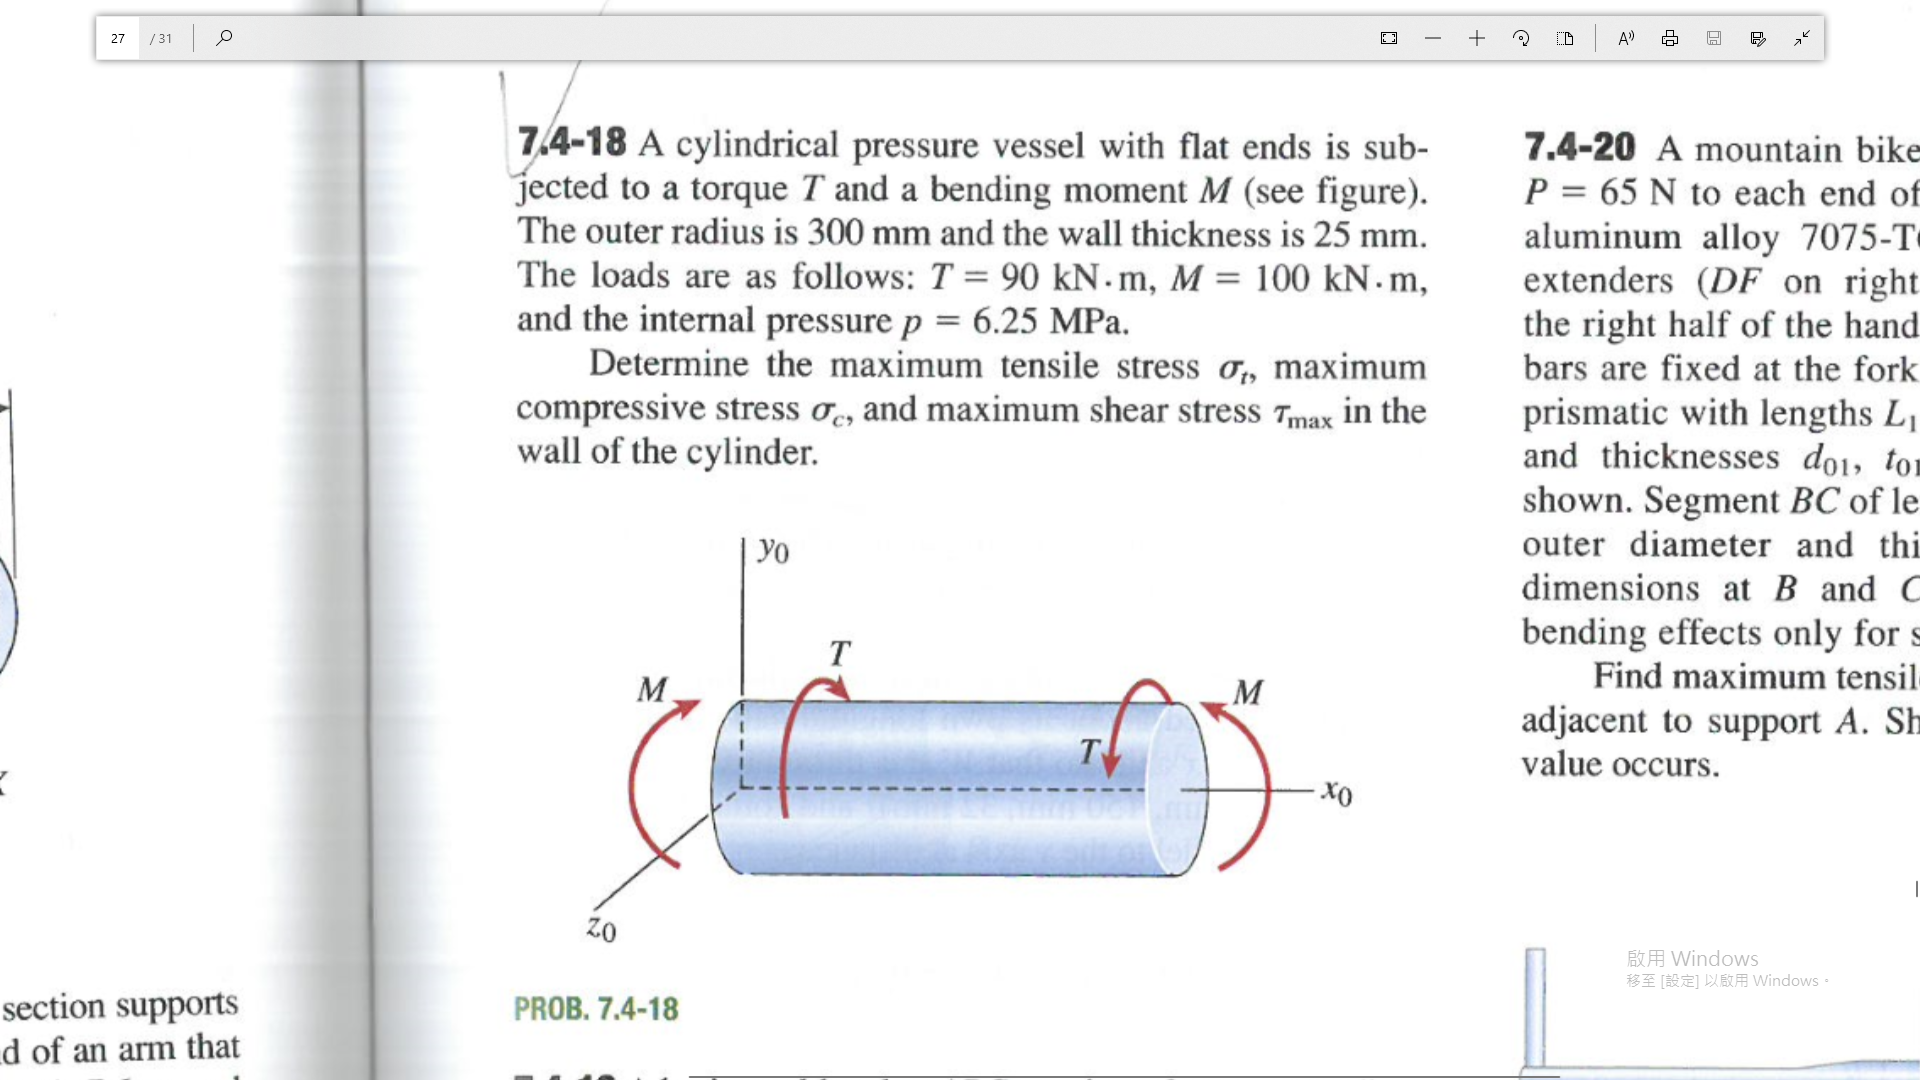 27 / 31
7.4-18 A cylindrical pressure vessel with flat ends is sub-
jected to a torque T and a bending moment M (see figure).
The outer radius is 300 mm and the wall thickness is 25 mm.
The loads are as follows: T = 90 kN·m, M = 100 kN·m,
and the internal pressure p = 6.25 MPa.
Determine the maximum tensile stress σt, maximum
compressive stress σc, and maximum shear stress τmax in the
wall of the cylinder.
y0
T
M
M
T
x0
z0
PROB. 7.4-18
section supports
d of an arm that
7.4-20 A mountain bike
P = 65 N to each end of
aluminum alloy 7075-T
extenders (DF on right
the right half of the hand
bars are fixed at the fork
prismatic with lengths L1
and thicknesses d01, t01
shown. Segment BC of le
outer diameter and thi
dimensions at B and C
bending effects only for s
Find maximum tensil
adjacent to support A. Sh
value occurs.
啟用 Windows
移至 [設定] 以啟用 Windows。